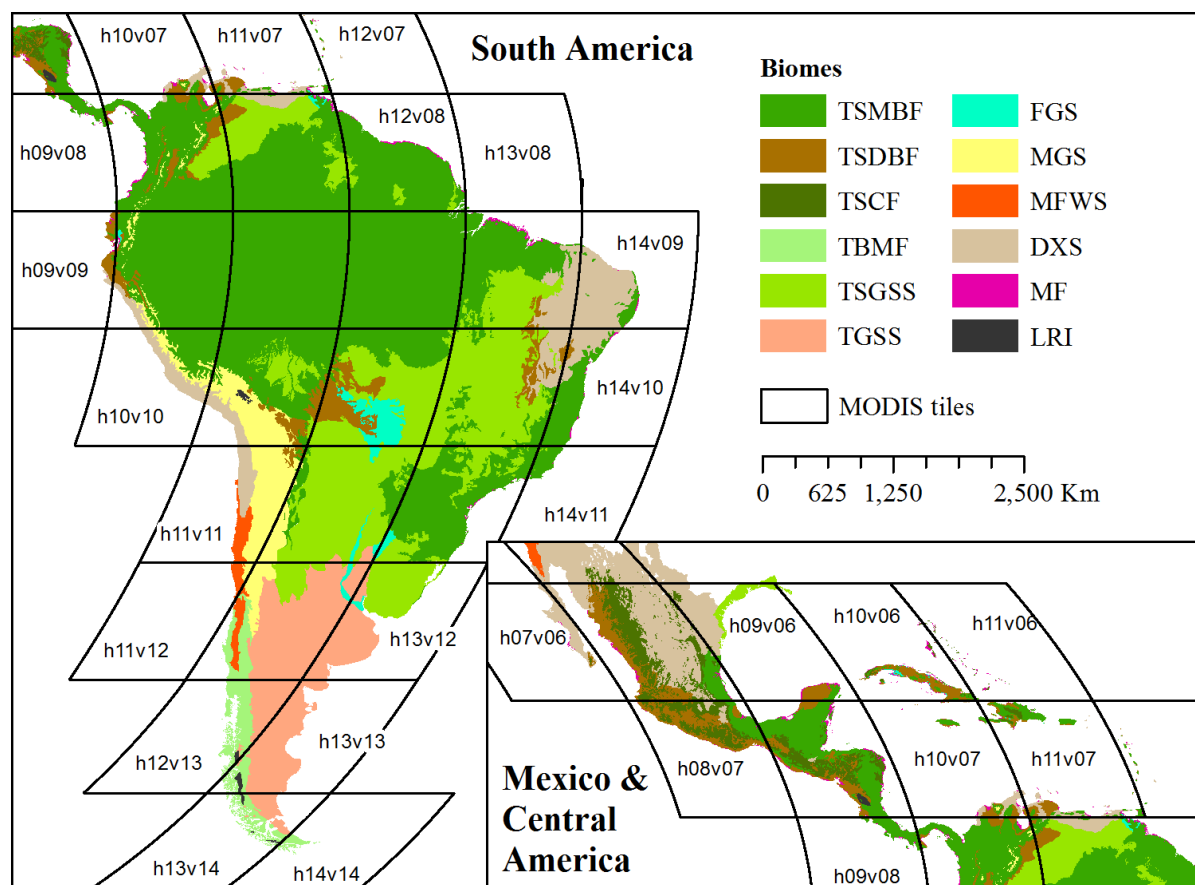 h10v07 h11v07 h12v07
South America
h09v08 h12v08 h13v08
h09v09 h14v09
h10v10 h14v10
h11v11 h14v11
h11v12 h13v12
h12v13 h13v13
h13v14 h14v14
Biomes
TSMBF FGS
TSDBF MGS
TSCF MFWS
TBMF DXS
TSGSS MF
TGSS LRI
MODIS tiles
0 625 1,250 2,500 Km
h07v06 h09v06 h10v06 h11v06
h08v07 h10v07 h11v07
Mexico &
Central
America
h09v08